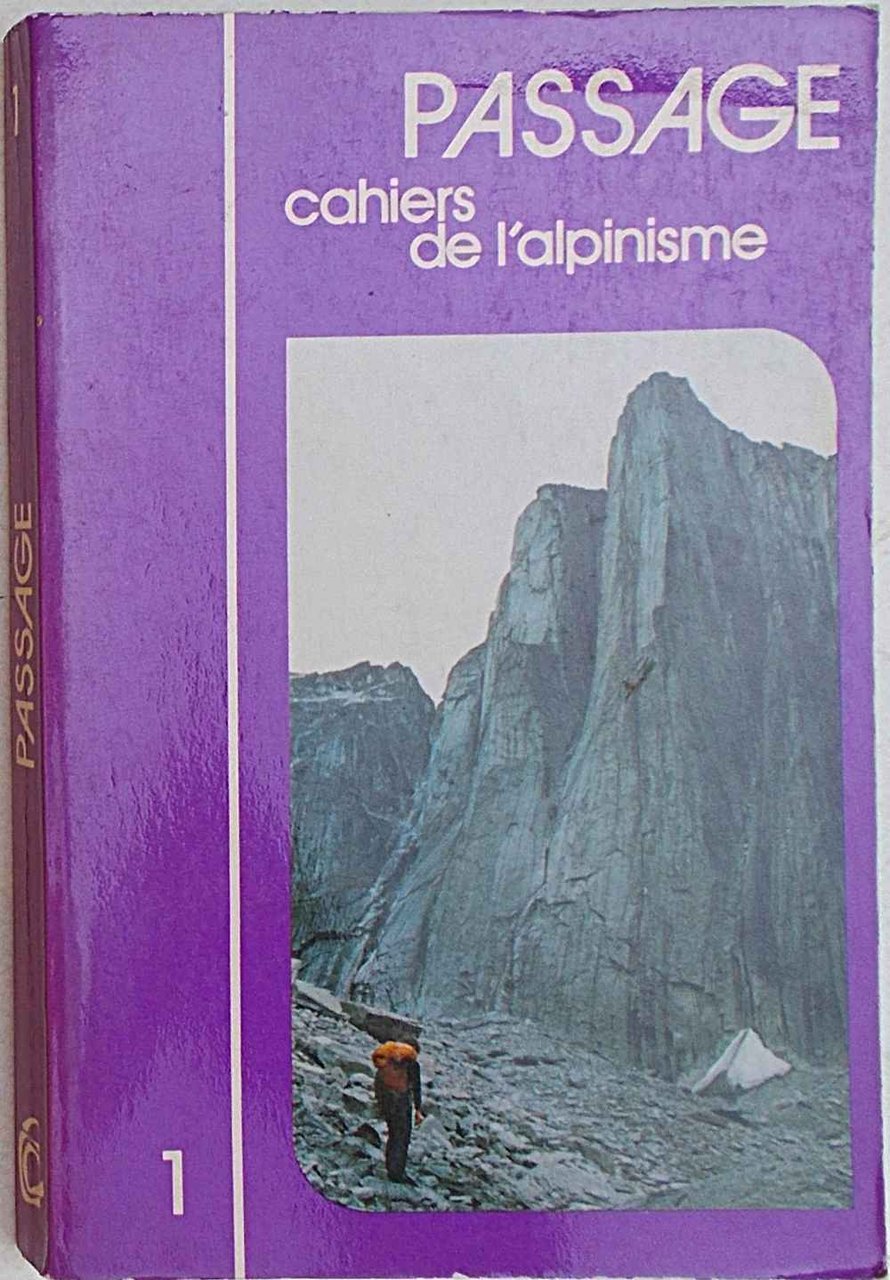 PASSAGE
cahiers
de l'alpinisme
1
1
PASSAGE